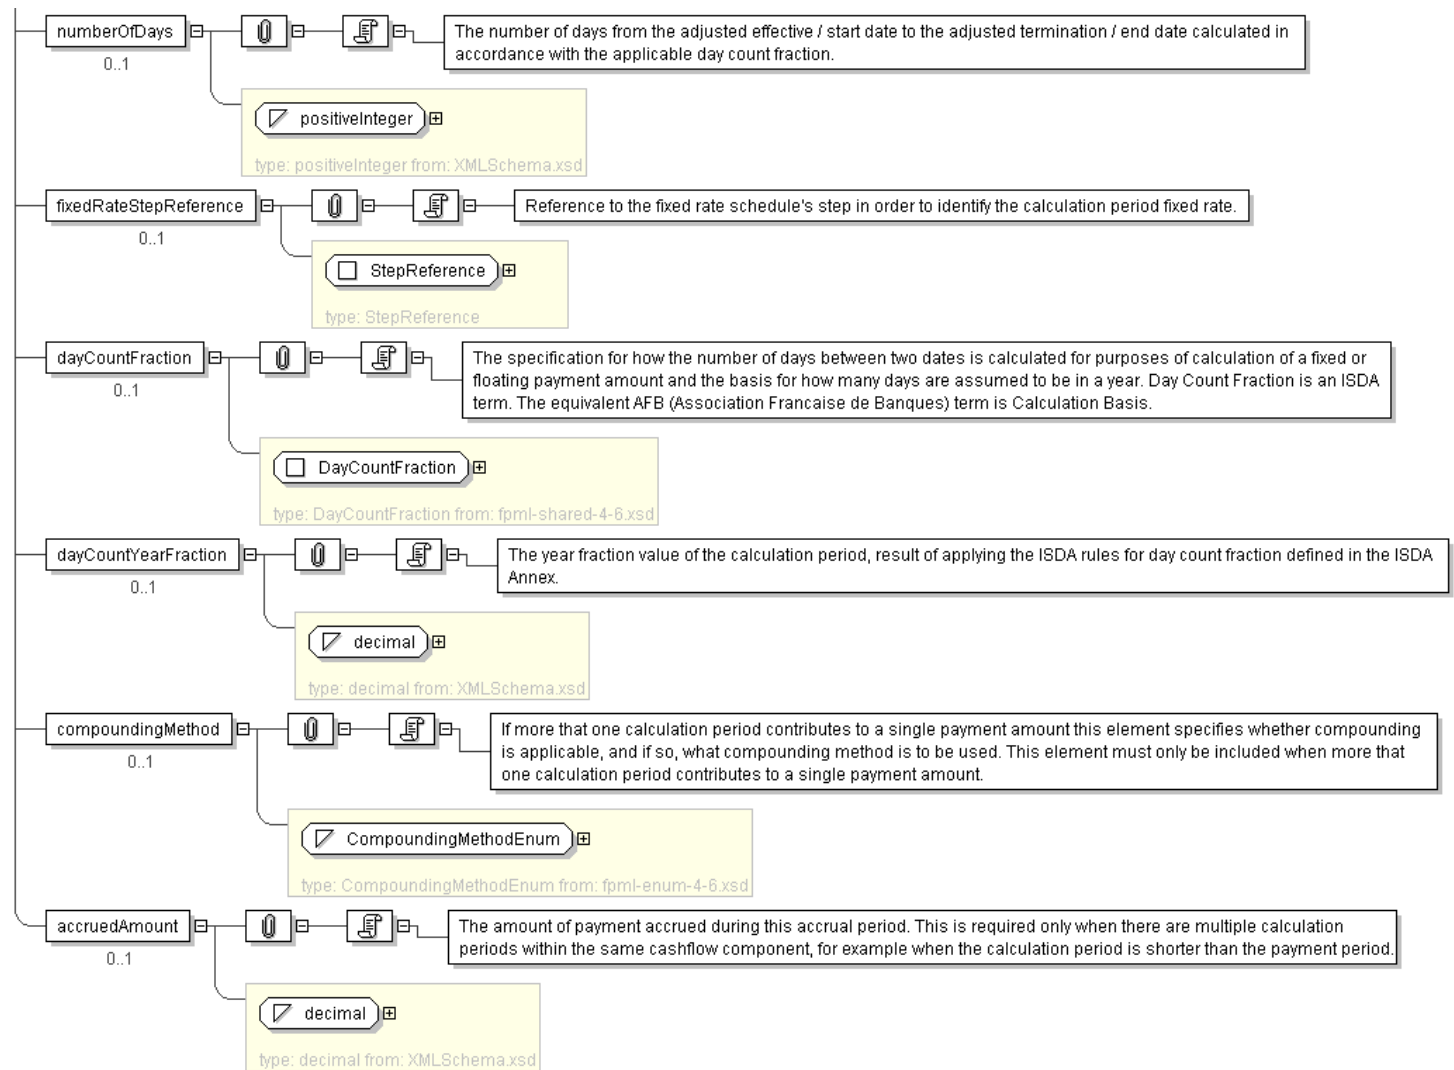 numberOfDays
The number of days from the adjusted effective / start date to the adjusted termination / end date calculated in
accordance with the applicable day count fraction.
0..1
positiveInteger
type: positiveInteger from: XMLSchema.xsd
fixedRateStepReference
Reference to the fixed rate schedule's step in order to identify the calculation period fixed rate.
0..1
StepReference
type: StepReference
dayCountFraction
The specification for how the number of days between two dates is calculated for purposes of calculation of a fixed or
floating payment amount and the basis for how many days are assumed to be in a year. Day Count Fraction is an ISDA
term. The equivalent AFB (Association Francaise de Banques) term is Calculation Basis.
0..1
DayCountFraction
type: DayCountFraction from: fpml-shared-4-6.xsd
dayCountYearFraction
The year fraction value of the calculation period, result of applying the ISDA rules for day count fraction defined in the ISDA
Annex.
0..1
decimal
type: decimal from: XMLSchema.xsd
compoundingMethod
If more that one calculation period contributes to a single payment amount this element specifies whether compounding
is applicable, and if so, what compounding method is to be used. This element must only be included when more that
one calculation period contributes to a single payment amount.
0..1
CompoundingMethodEnum
type: CompoundingMethodEnum from: fpml-enum-4-6.xsd
accruedAmount
The amount of payment accrued during this accrual period. This is required only when there are multiple calculation
periods within the same cashflow component, for example when the calculation period is shorter than the payment period.
0..1
decimal
type: decimal from: XMLSchema.xsd